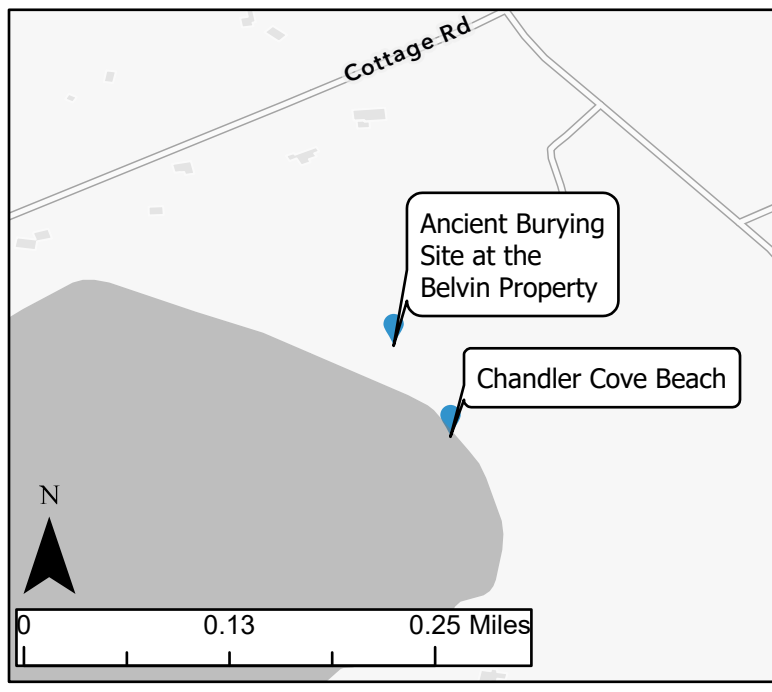 Cottage Rd
Ancient Burying
Site at the
Belvin Property
Chandler Cove Beach
N
0 0.13 0.25 Miles